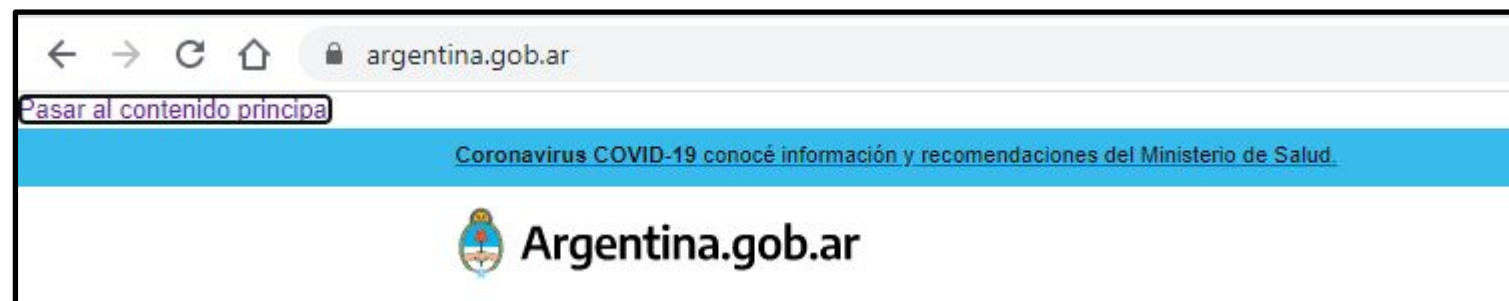 argentina.gob.ar
Pasar al contenido principal
Coronavirus COVID-19 conocé información y recomendaciones del Ministerio de Salud.
Argentina.gob.ar